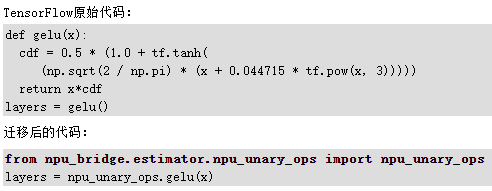 TensorFlow原始代码：
def gelu(x):
  cdf = 0.5 * (1.0 + tf.tanh(
     (np.sqrt(2 / np.pi) * (x + 0.044715 * tf.pow(x, 3)))))
  return x*cdf
layers = gelu()
迁移后的代码：
from npu_bridge.estimator.npu_unary_ops import npu_unary_ops
layers = npu_unary_ops.gelu(x)